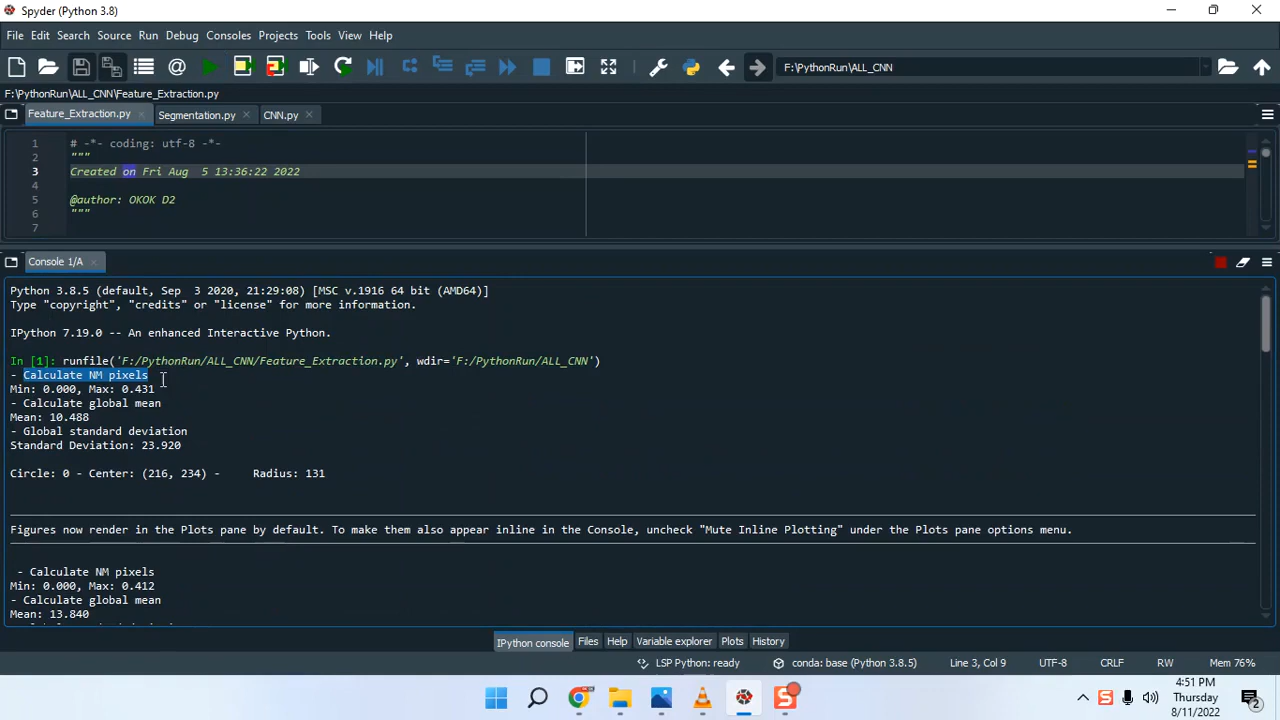 Spyder (Python 3.8)
File Edit Search Source Run Debug Consoles Projects Tools View Help
F:\PythonRun\ALL_CNN
F:\PythonRun\ALL_CNN\Feature_Extraction.py
Feature_Extraction.py Segmentation.py CNN.py
1 # -*- coding: utf-8 -*-
2 """
3 Created on Fri Aug  5 13:36:22 2022
4
5 @author: OKOK D2
6 """
7
Console 1/A
Python 3.8.5 (default, Sep  3 2020, 21:29:08) [MSC v.1916 64 bit (AMD64)]
Type "copyright", "credits" or "license" for more information.
IPython 7.19.0 -- An enhanced Interactive Python.
In [1]: runfile('F:/PythonRun/ALL_CNN/Feature_Extraction.py', wdir='F:/PythonRun/ALL_CNN')
- Calculate NM pixels
Min: 0.000, Max: 0.431
- Calculate global mean
Mean: 10.488
- Global standard deviation
Standard Deviation: 23.920
Circle: 0 - Center: (216, 234) -     Radius: 131
Figures now render in the Plots pane by default. To make them also appear inline in the Console, uncheck "Mute Inline Plotting" under the Plots pane options menu.
- Calculate NM pixels
Min: 0.000, Max: 0.412
- Calculate global mean
Mean: 13.840
IPython console Files Help Variable explorer Plots History
LSP Python: ready conda: base (Python 3.8.5) Line 3, Col 9 UTF-8 CRLF RW Mem 76%
4:51 PM
Thursday
8/11/2022
2